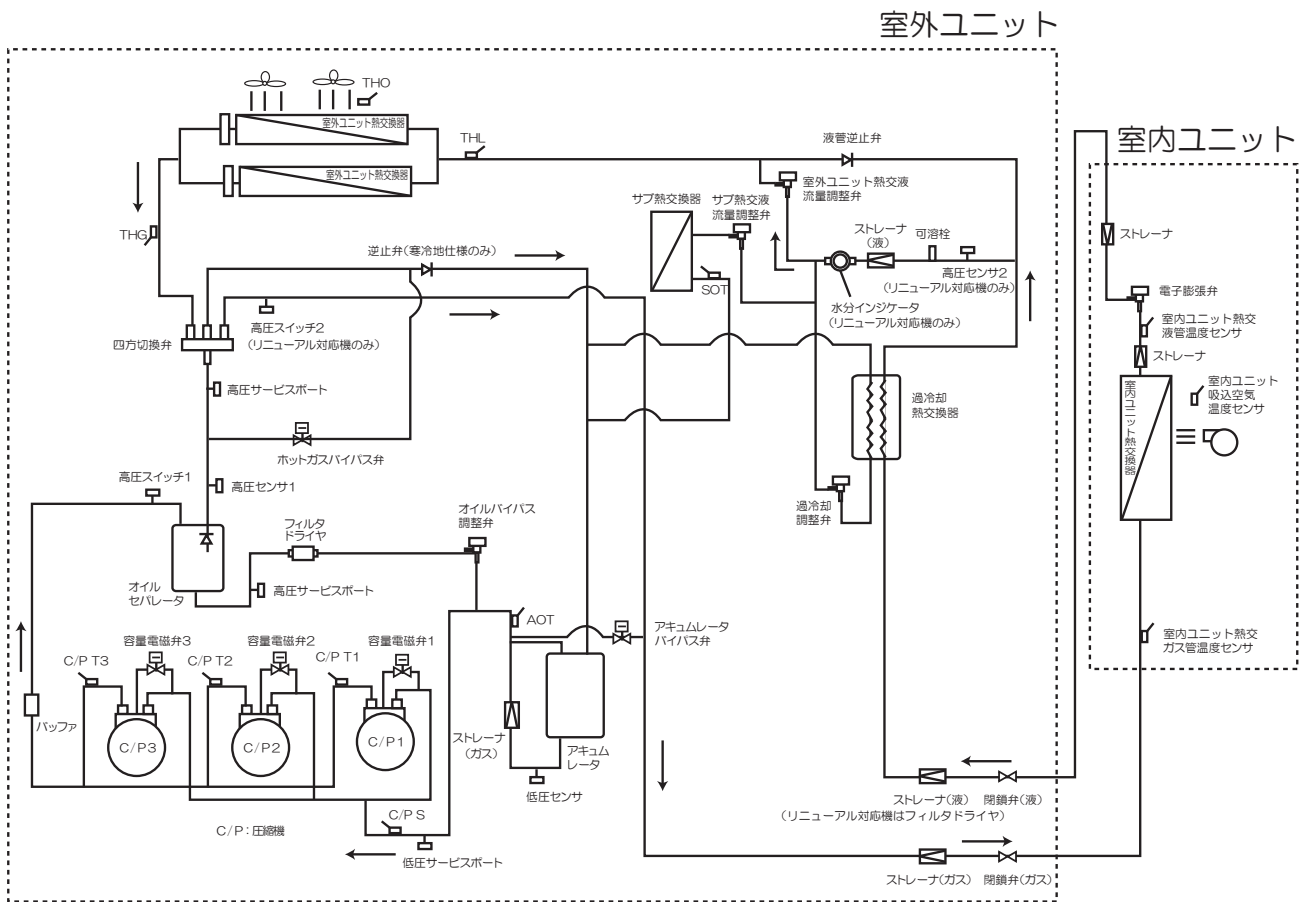 室外ユニット
室内ユニット
THO
室外ユニット熱交換器
室外ユニット熱交換器
THL
THG
液管逆止弁
室外ユニット熱交液
流量調整弁
サブ熱交換器
サブ熱交液
流量調整弁
SOT
ストレーナ
(液)
可溶栓
高圧センサ2
(リニューアル対応機のみ)
水分インジケータ
(リニューアル対応機のみ)
逆止弁(寒冷地仕様のみ)
高圧スイッチ2
(リニューアル対応機のみ)
四方切換弁
高圧サービスポート
ホットガスバイパス弁
高圧スイッチ1
高圧センサ1
フィルタ
ドライヤ
オイルバイパス
調整弁
オイル
セパレータ
高圧サービスポート
AOT
アキュムレータ
バイパス弁
過冷却
熱交換器
過冷却
調整弁
ストレーナ
電子膨張弁
室内ユニット熱交
液管温度センサ
ストレーナ
室内ユニット熱交換器
室内ユニット
吸込空気
温度センサ
室内ユニット熱交
ガス管温度センサ
容量電磁弁3
容量電磁弁2
容量電磁弁1
C/P T3
C/P T2
C/P T1
バッファ
C/P3
C/P2
C/P1
ストレーナ
(ガス)
アキュム
レータ
低圧センサ
C/P S
C/P:圧縮機
低圧サービスポート
ストレーナ(液)
閉鎖弁(液)
(リニューアル対応機はフィルタドライヤ)
ストレーナ(ガス)
閉鎖弁(ガス)